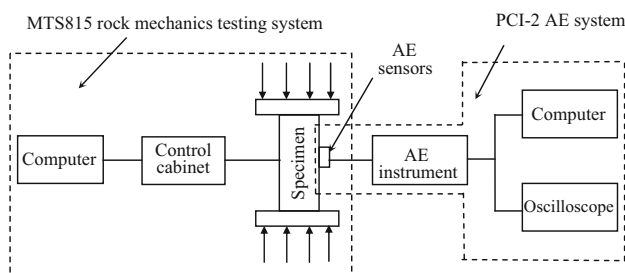 MTS815 rock mechanics testing system
PCI-2 AE system
AE
sensors
Computer
Control
cabinet
Specimen
AE
instrument
Computer
Oscilloscope